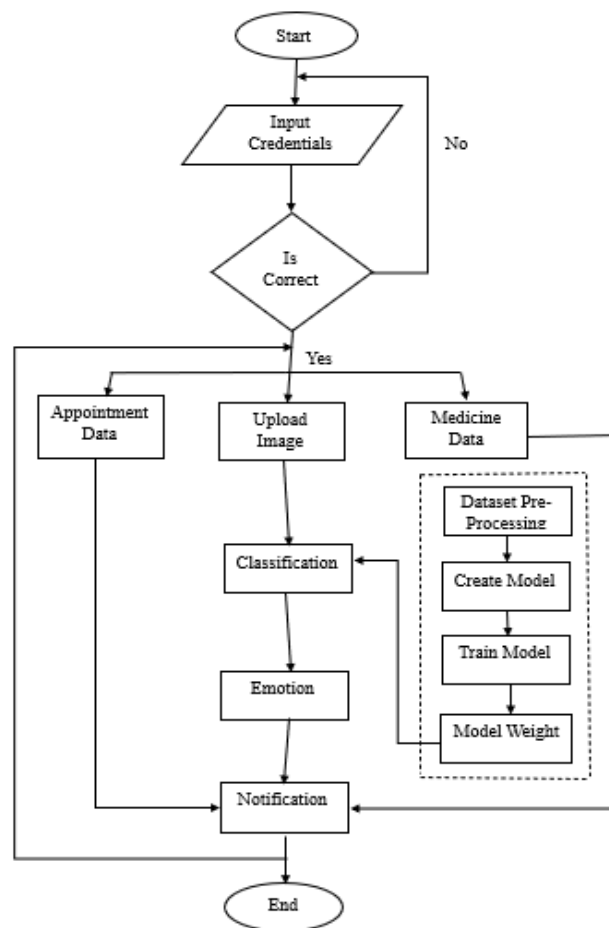 Start
Input
Credentials
No
Is
Correct
Yes
Appointment
Data
Upload
Image
Medicine
Data
Dataset Pre-
Processing
Classification
Create Model
Train Model
Emotion
Model Weight
Notification
End